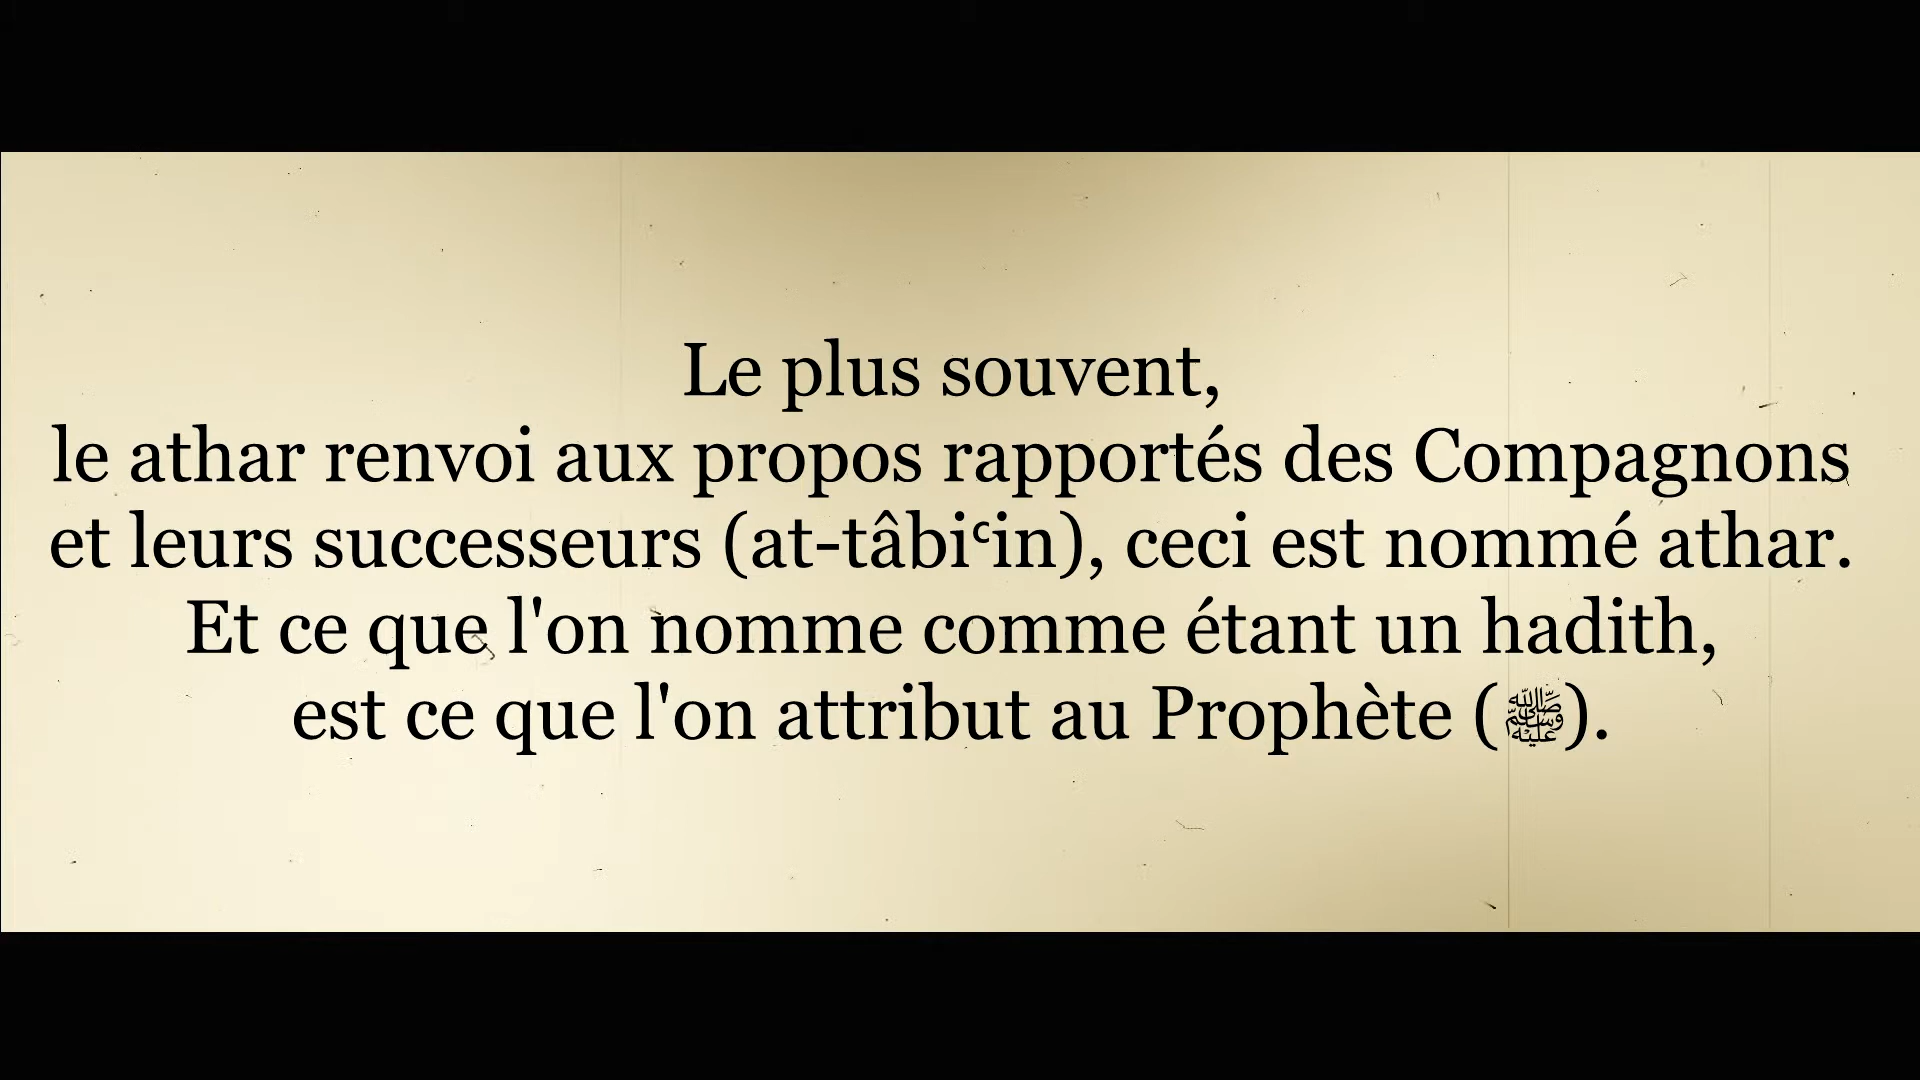 Le plus souvent,
le athar renvoi aux propos rapportés des Compagnons
et leurs successeurs (at-tâbiʿin), ceci est nommé athar.
Et ce que l'on nomme comme étant un hadith,
est ce que l'on attribut au Prophète (ﷺ).